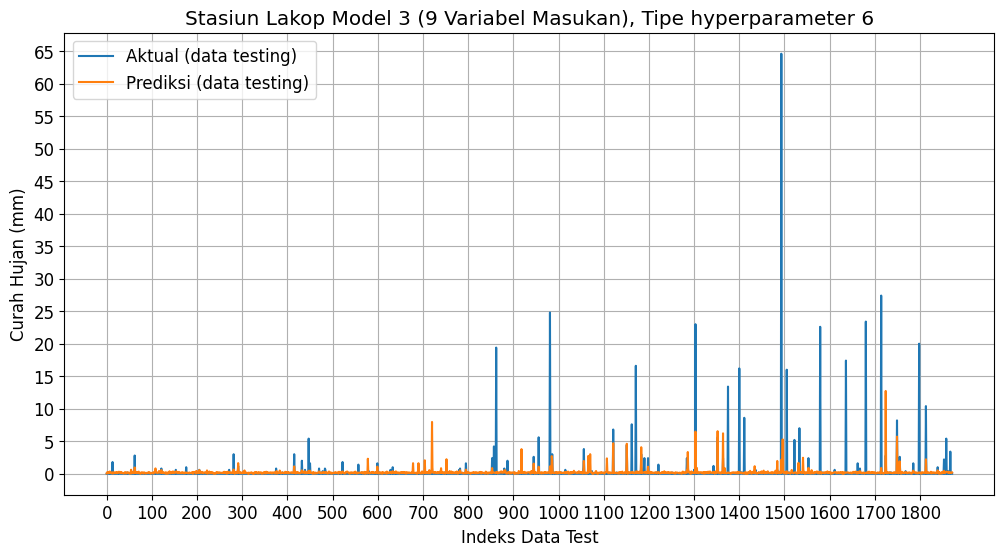 Stasiun Lakop Model 3 (9 Variabel Masukan), Tipe hyperparameter 6
Aktual (data testing)
Prediksi (data testing)
Curah Hujan (mm)
65
60
55
50
45
40
35
30
25
20
15
10
5
0
0 100 200 300 400 500 600 700 800 900 1000 1100 1200 1300 1400 1500 1600 1700 1800
Indeks Data Test